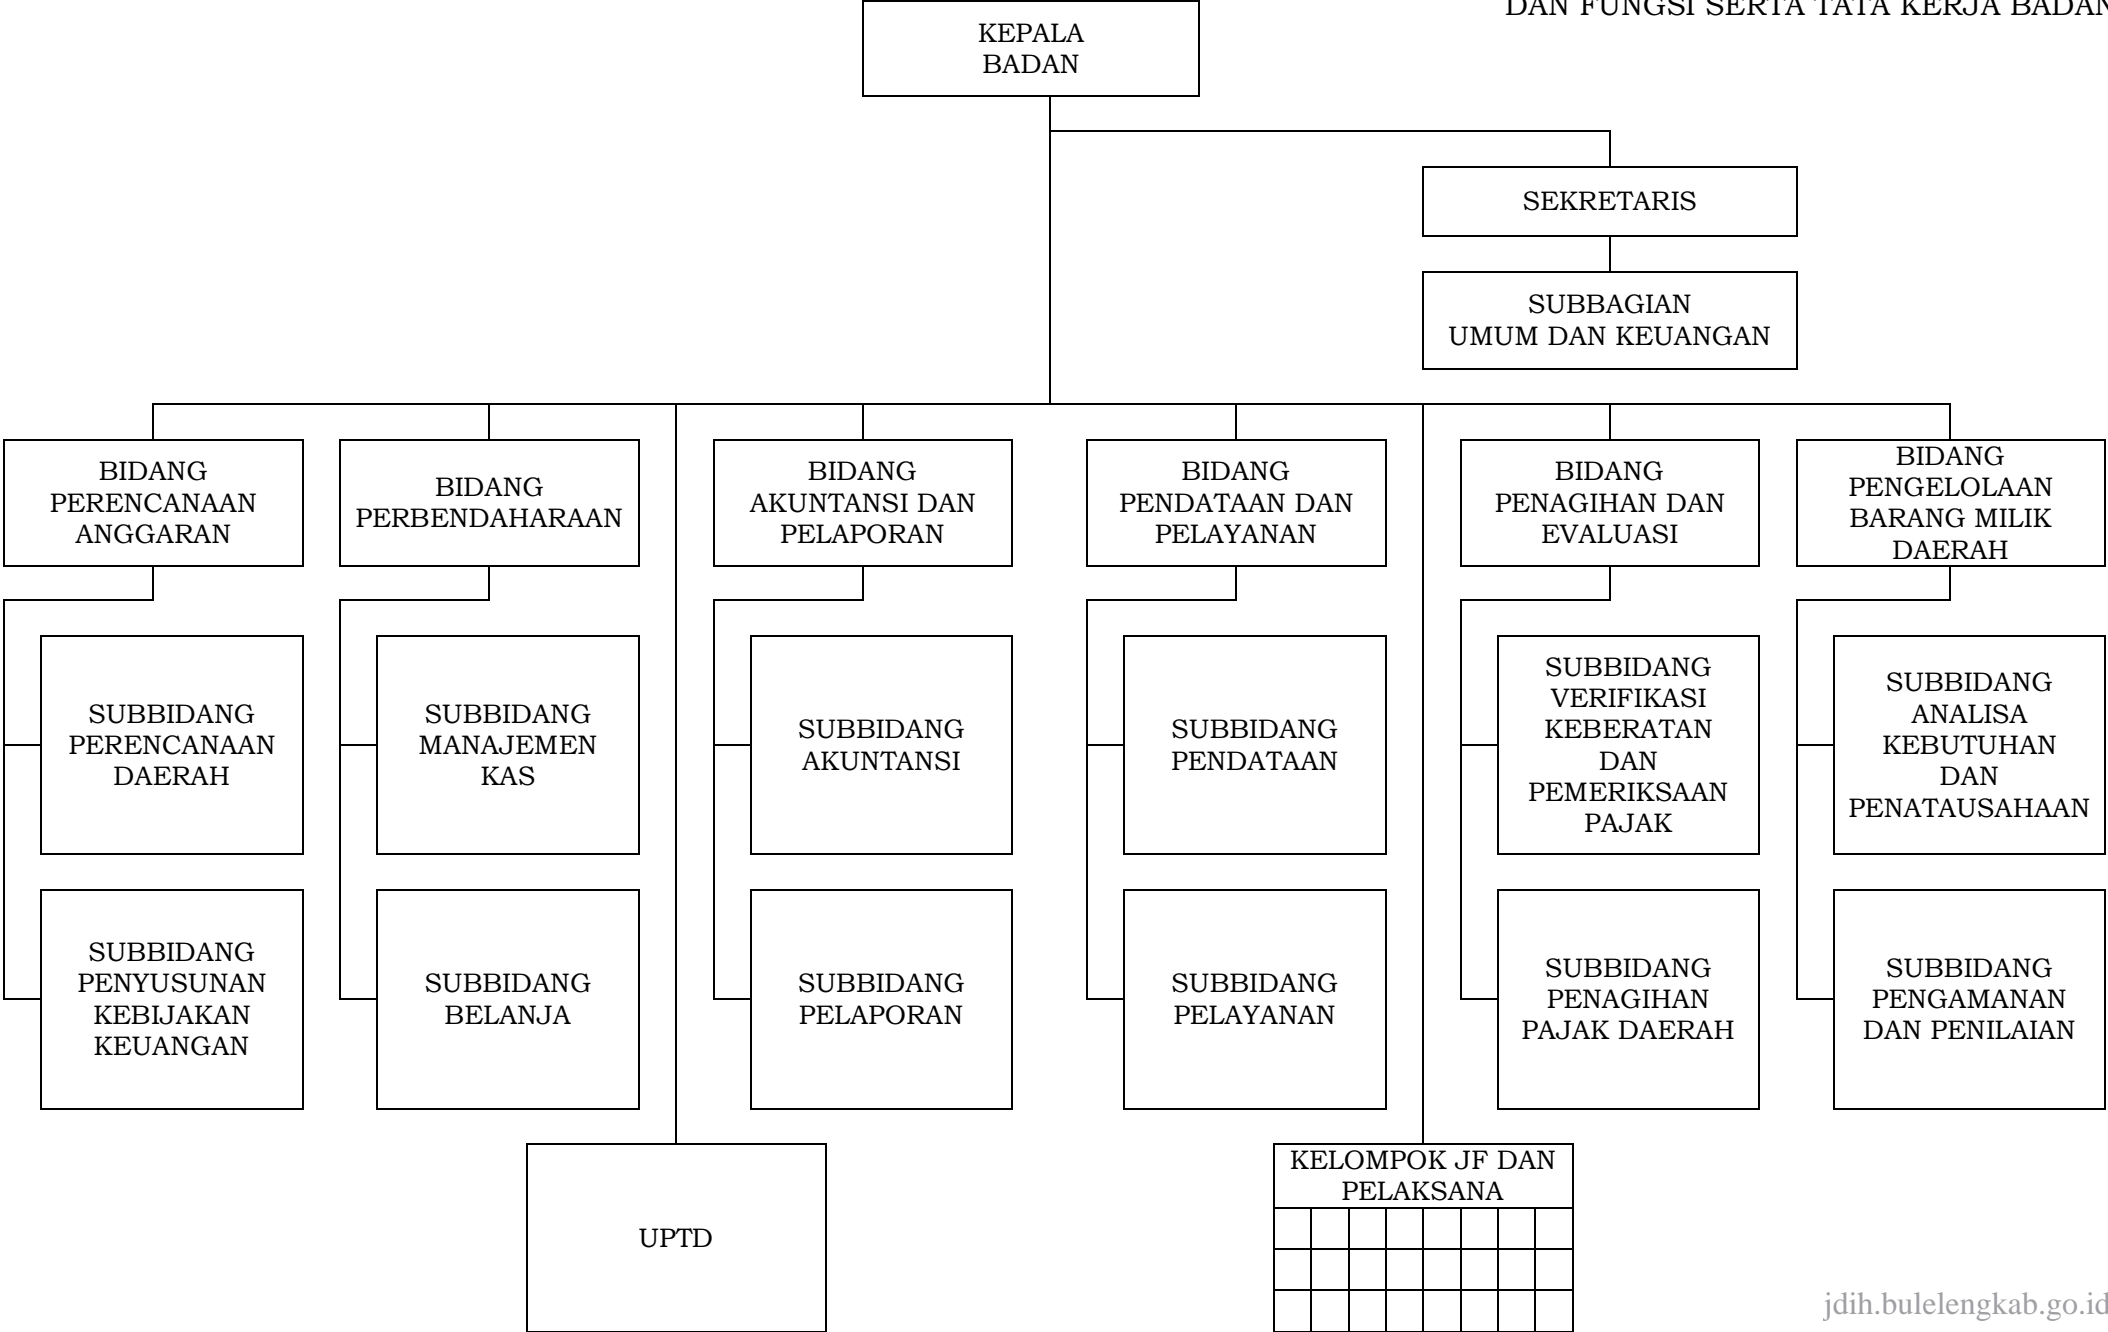 DAN FUNGSI SERTA TATA KERJA BADAN
KEPALA
BADAN
SEKRETARIS
SUBBAGIAN
UMUM DAN KEUANGAN
BIDANG
PERENCANAAN
ANGGARAN
BIDANG
PERBENDAHARAAN
BIDANG
AKUNTANSI DAN
PELAPORAN
BIDANG
PENDATAAN DAN
PELAYANAN
BIDANG
PENAGIHAN DAN
EVALUASI
BIDANG
PENGELOLAAN
BARANG MILIK
DAERAH
SUBBIDANG
PERENCANAAN
DAERAH
SUBBIDANG
MANAJEMEN
KAS
SUBBIDANG
AKUNTANSI
SUBBIDANG
PENDATAAN
SUBBIDANG
VERIFIKASI
KEBERATAN
DAN
PEMERIKSAAN
PAJAK
SUBBIDANG
ANALISA
KEBUTUHAN
DAN
PENATAUSAHAAN
SUBBIDANG
PENYUSUNAN
KEBIJAKAN
KEUANGAN
SUBBIDANG
BELANJA
SUBBIDANG
PELAPORAN
SUBBIDANG
PELAYANAN
SUBBIDANG
PENAGIHAN
PAJAK DAERAH
SUBBIDANG
PENGAMANAN
DAN PENILAIAN
UPTD
KELOMPOK JF DAN
PELAKSANA
jdih.bulelengkab.go.id